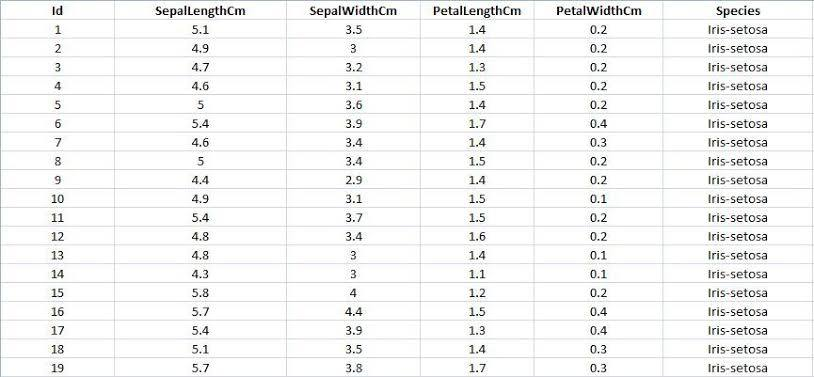 Id SepalLengthCm SepalWidthCm PetalLengthCm PetalWidthCm Species
1 5.1 3.5 1.4 0.2 Iris-setosa
2 4.9 3 1.4 0.2 Iris-setosa
3 4.7 3.2 1.3 0.2 Iris-setosa
4 4.6 3.1 1.5 0.2 Iris-setosa
5 5 3.6 1.4 0.2 Iris-setosa
6 5.4 3.9 1.7 0.4 Iris-setosa
7 4.6 3.4 1.4 0.3 Iris-setosa
8 5 3.4 1.5 0.2 Iris-setosa
9 4.4 2.9 1.4 0.2 Iris-setosa
10 4.9 3.1 1.5 0.1 Iris-setosa
11 5.4 3.7 1.5 0.2 Iris-setosa
12 4.8 3.4 1.6 0.2 Iris-setosa
13 4.8 3 1.4 0.1 Iris-setosa
14 4.3 3 1.1 0.1 Iris-setosa
15 5.8 4 1.2 0.2 Iris-setosa
16 5.7 4.4 1.5 0.4 Iris-setosa
17 5.4 3.9 1.3 0.4 Iris-setosa
18 5.1 3.5 1.4 0.3 Iris-setosa
19 5.7 3.8 1.7 0.3 Iris-setosa